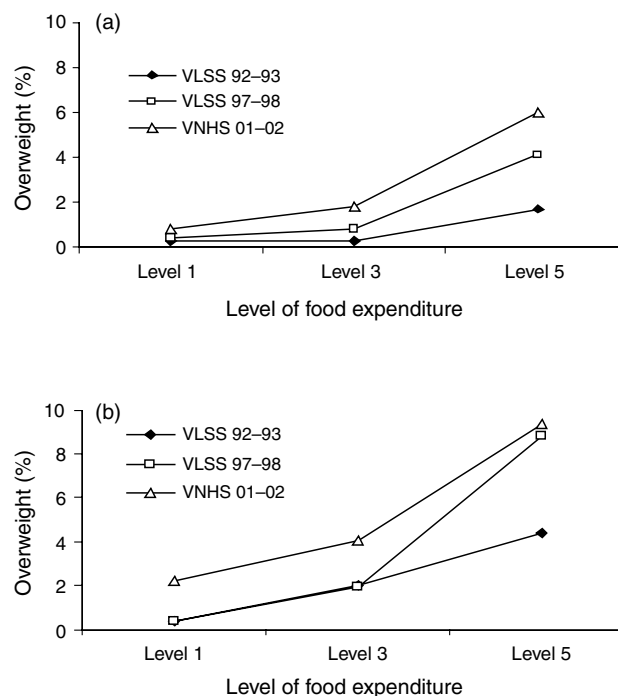 (a)
10
8
6
4
2
0
Overweight (%)
VLSS 92–93
VLSS 97–98
VNHS 01–02
Level 1 Level 3 Level 5
Level of food expenditure
(b)
10
8
6
4
2
0
Overweight (%)
VLSS 92–93
VLSS 97–98
VNHS 01–02
Level 1 Level 3 Level 5
Level of food expenditure